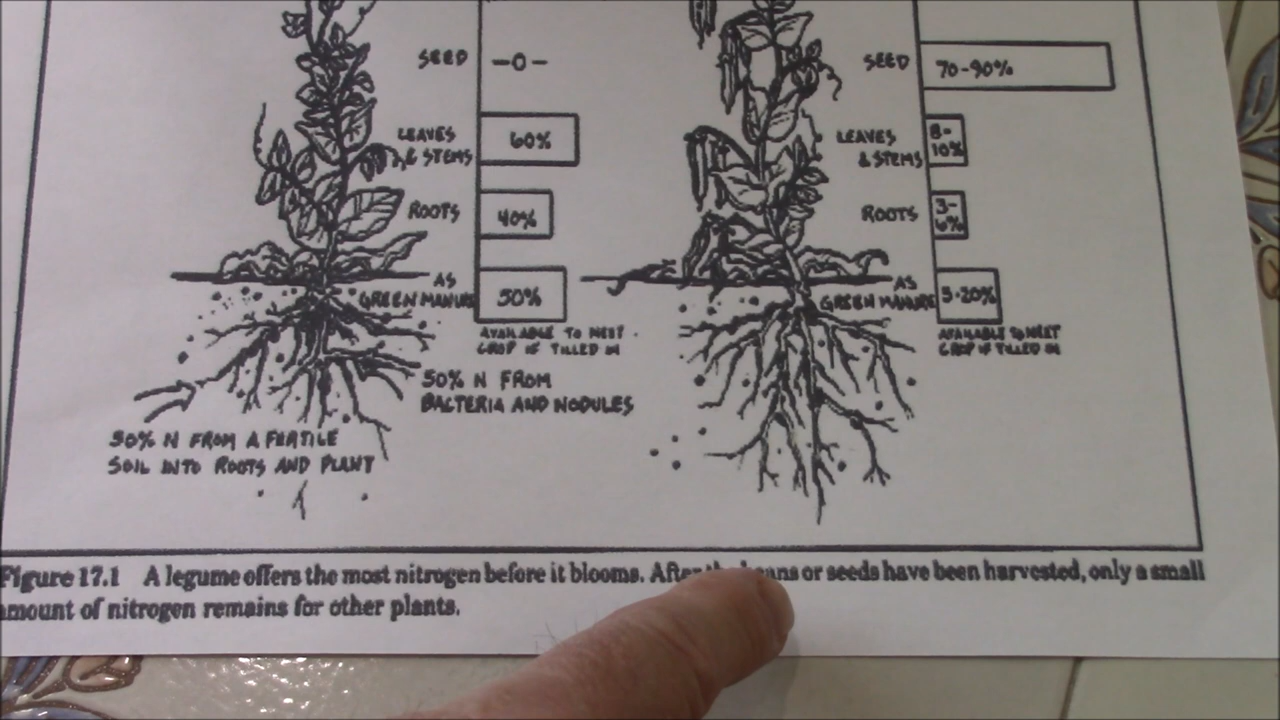 SEED -0-
LEAVES
& STEMS 60%
ROOTS 40%
AS
GREEN MANURE 50%
AVAILABLE TO NEXT
CROP IF TILLED IN
50% N FROM
BACTERIA AND NODULES
50% N FROM A FERTILE
SOIL INTO ROOTS AND PLANT
SEED 70-90%
LEAVES
& STEMS 8-
10%
ROOTS 3-
6%
AS
GREEN MANURE
AVAILABLE TO NEXT
CROP IF TILLED IN
Figure 17.1 A legume offers the most nitrogen before it blooms. After the beans or seeds have been harvested, only a small
amount of nitrogen remains for other plants.